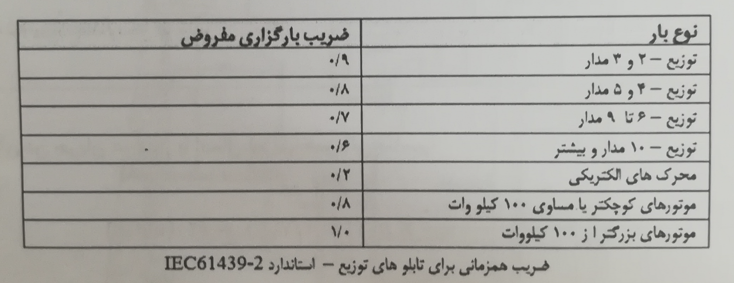 نوع بار ضریب بارگزاری مفروض
توزیع – ۲ و ۳ مدار ۰/۹
توزیع – ۴ و ۵ مدار ۰/۸
توزیع – ۶ تا ۹ مدار ۰/۷
توزیع – ۱۰ مدار و بیشتر ۰/۶
محرک های الکتریکی ۰/۲
موتورهای کوچکتر یا مساوی ۱۰۰ کیلو وات ۰/۸
موتورهای بزرگتر از ۱۰۰ کیلووات ۱/۰
ضریب همزمانی برای تابلو های توزیع – استاندارد IEC61439-2